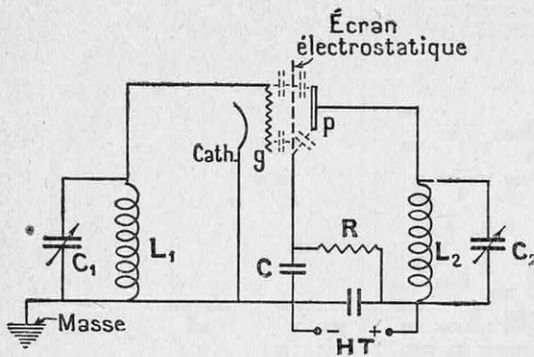 Écran
électrostatique
Cath.
g
p
C₁
L₁
C
R
L₂
C₂
Masse
- +
HT